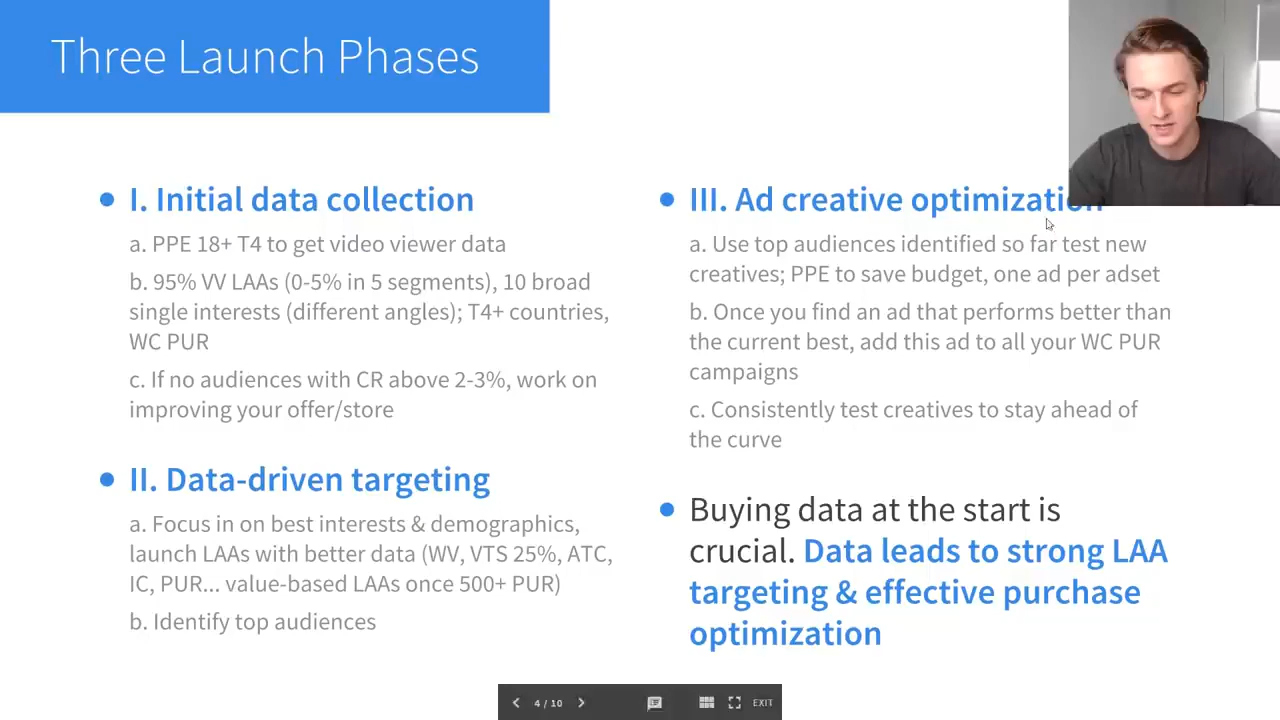 Three Launch Phases
I. Initial data collection
a. PPE 18+ T4 to get video viewer data
b. 95% VV LAAs (0-5% in 5 segments), 10 broad
single interests (different angles); T4+ countries,
WC PUR
c. If no audiences with CR above 2-3%, work on
improving your offer/store
II. Data-driven targeting
a. Focus in on best interests & demographics,
launch LAAs with better data (WV, VTS 25%, ATC,
IC, PUR... value-based LAAs once 500+ PUR)
b. Identify top audiences
III. Ad creative optimization
a. Use top audiences identified so far test new
creatives; PPE to save budget, one ad per adset
b. Once you find an ad that performs better than
the current best, add this ad to all your WC PUR
campaigns
c. Consistently test creatives to stay ahead of
the curve
Buying data at the start is
crucial. Data leads to strong LAA
targeting & effective purchase
optimization
4 / 10
EXIT